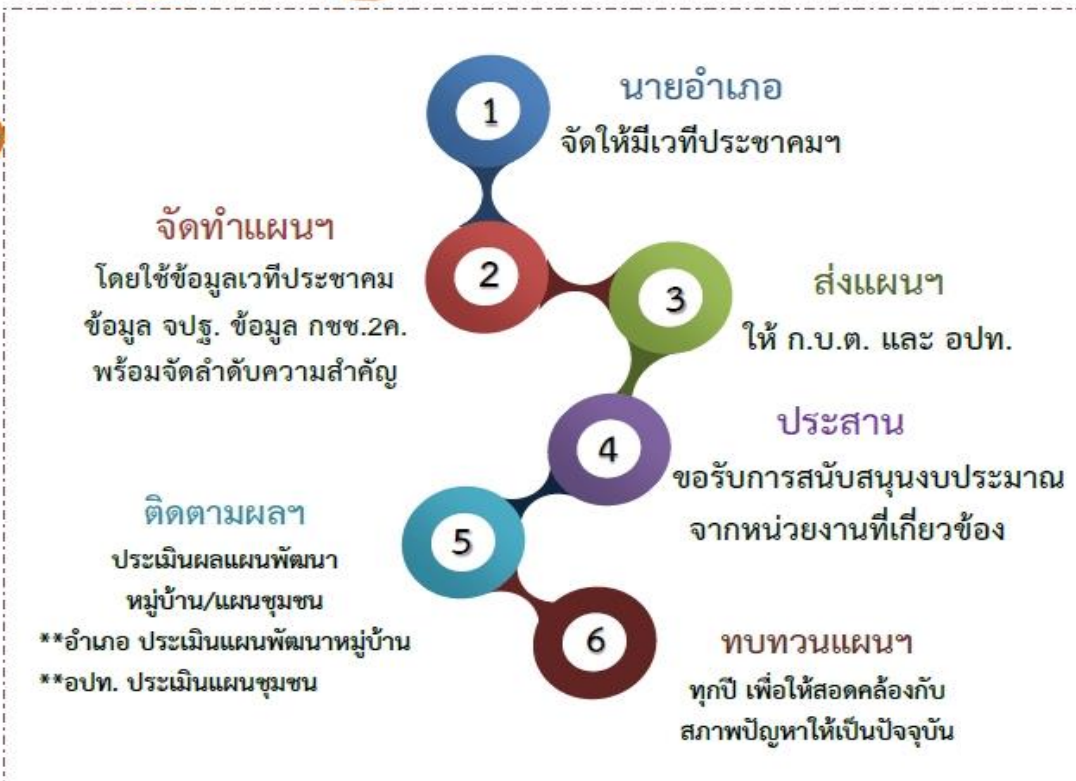 1
นายอำเภอ
จัดให้มีเวทีประชาคมฯ
2
จัดทำแผนฯ
โดยใช้ข้อมูลเวทีประชาคม
ข้อมูล จปฐ. ข้อมูล กชช.2ค.
พร้อมจัดลำดับความสำคัญ
3
ส่งแผนฯ
ให้ ก.บ.ต. และ อปท.
4
ประสาน
ขอรับการสนับสนุนงบประมาณ
จากหน่วยงานที่เกี่ยวข้อง
5
ติดตามผลฯ
ประเมินผลแผนพัฒนา
หมู่บ้าน/แผนชุมชน
**อำเภอ ประเมินแผนพัฒนาหมู่บ้าน
**อปท. ประเมินแผนชุมชน
6
ทบทวนแผนฯ
ทุกปี เพื่อให้สอดคล้องกับ
สภาพปัญหาให้เป็นปัจจุบัน